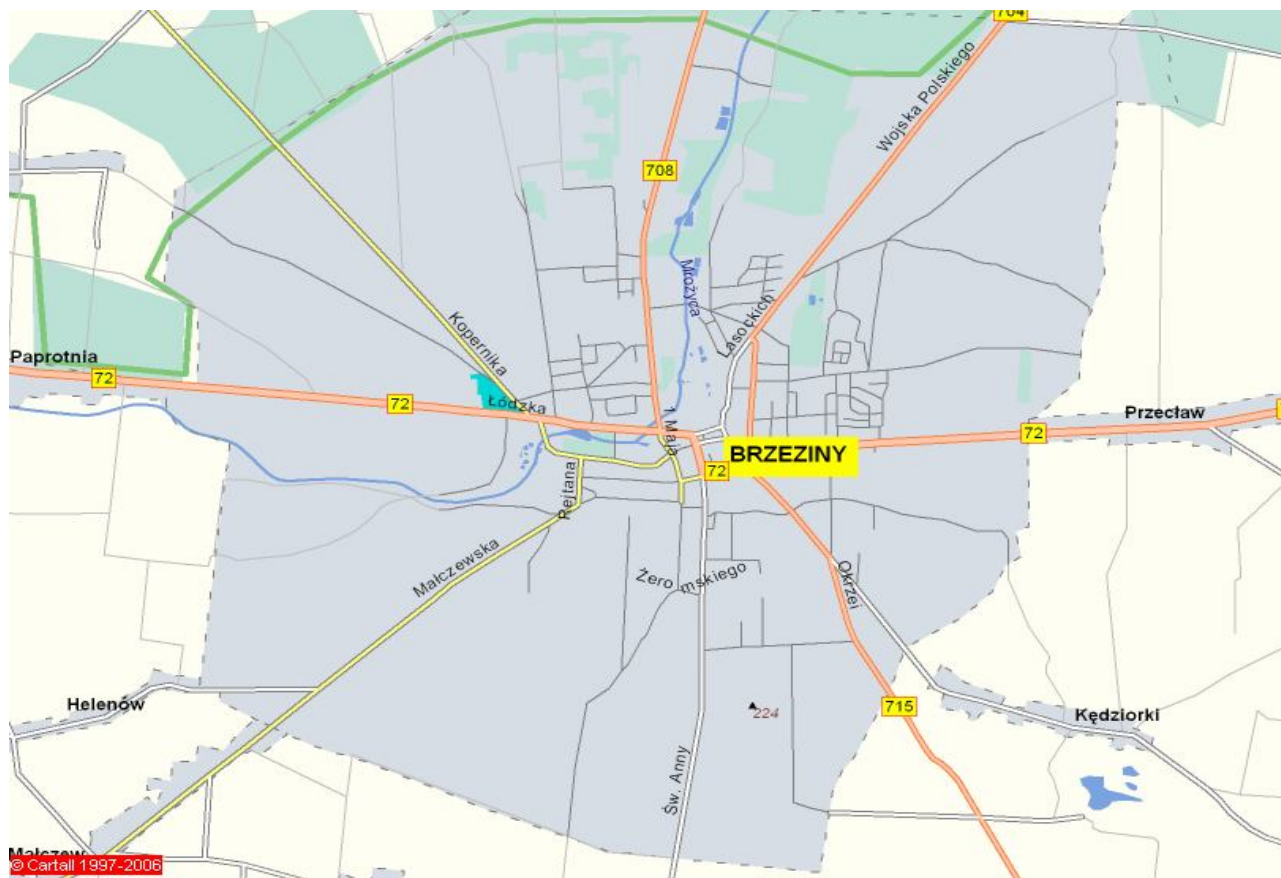 704
Wojska Polskiego
708
Mrożyca
Lasockich
Kopernika
Paprotnia
72
72
Łódzka
1 Maja
Przecław
72
BRZEZINY
72
Rejtana
Małczewska
Okrzei
Żeromskiego
Helenów
715
Kędziorki
224
Św. Anny
Małczew
© Cartall 1997-2006